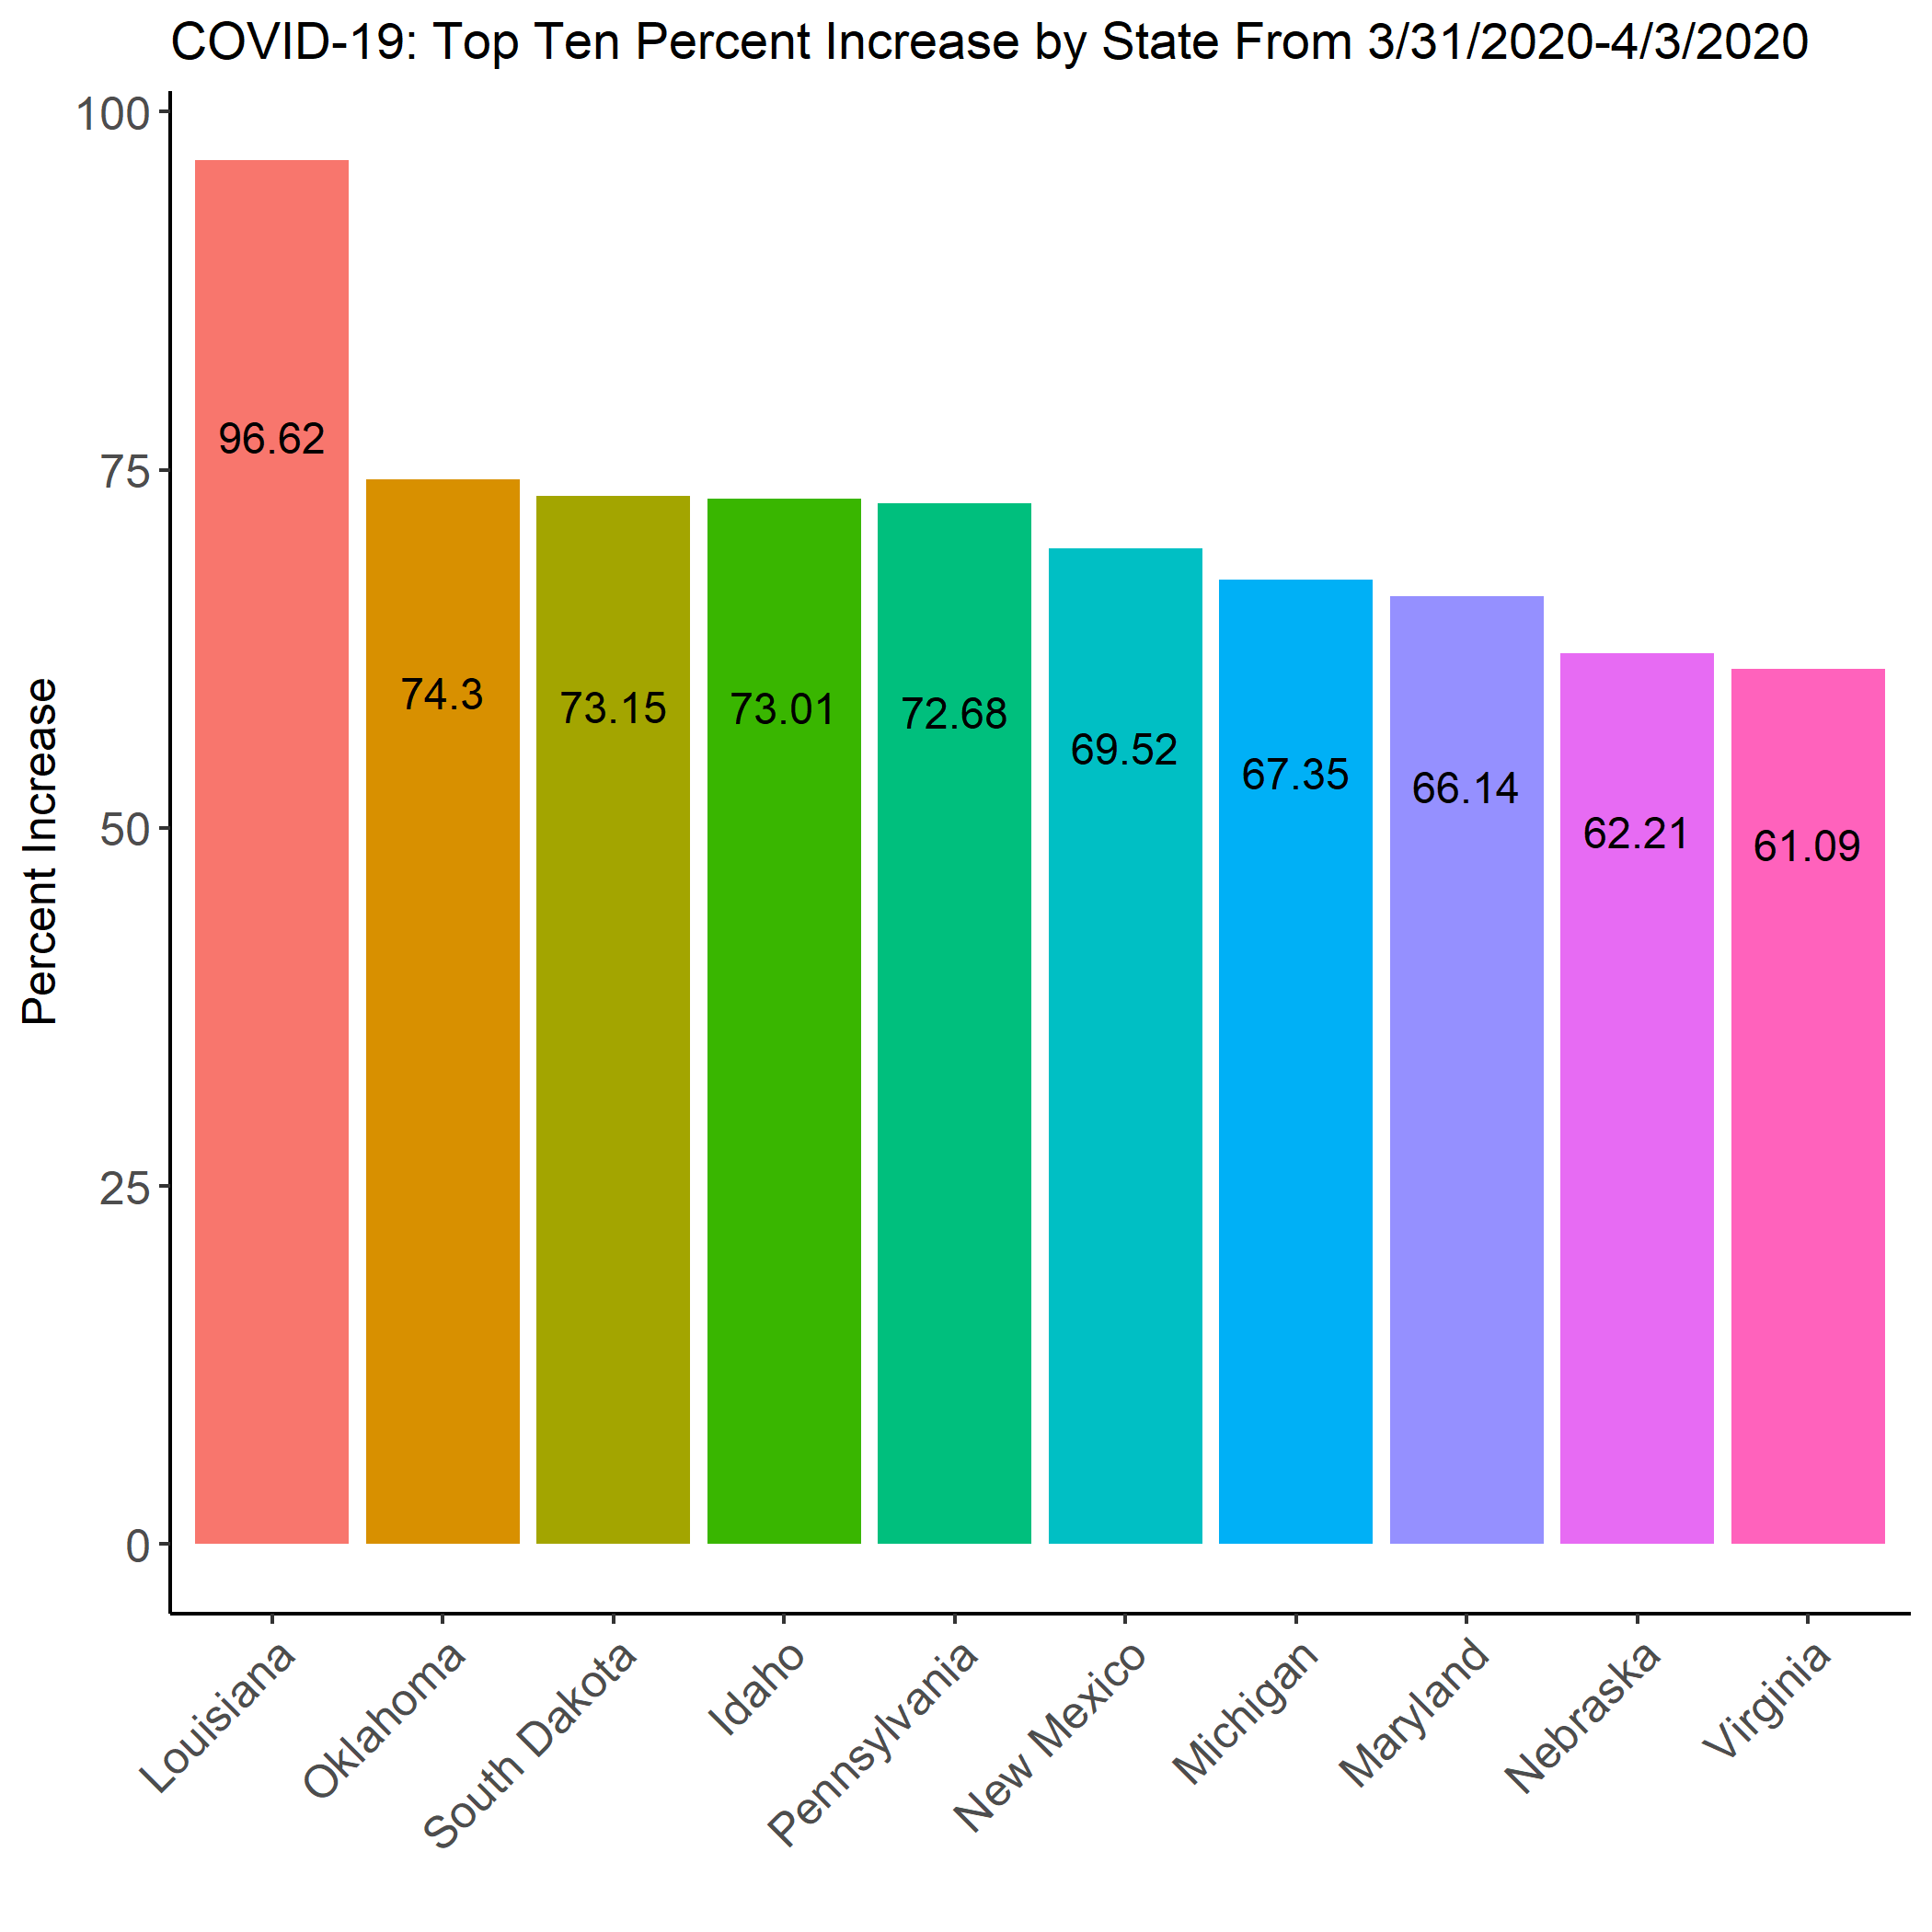 COVID-19: Top Ten Percent Increase by State From 3/31/2020-4/3/2020
Percent Increase
100
75
50
25
0
96.62
74.3
73.15
73.01
72.68
69.52
67.35
66.14
62.21
61.09
Louisiana
Oklahoma
South Dakota
Idaho
Pennsylvania
New Mexico
Michigan
Maryland
Nebraska
Virginia